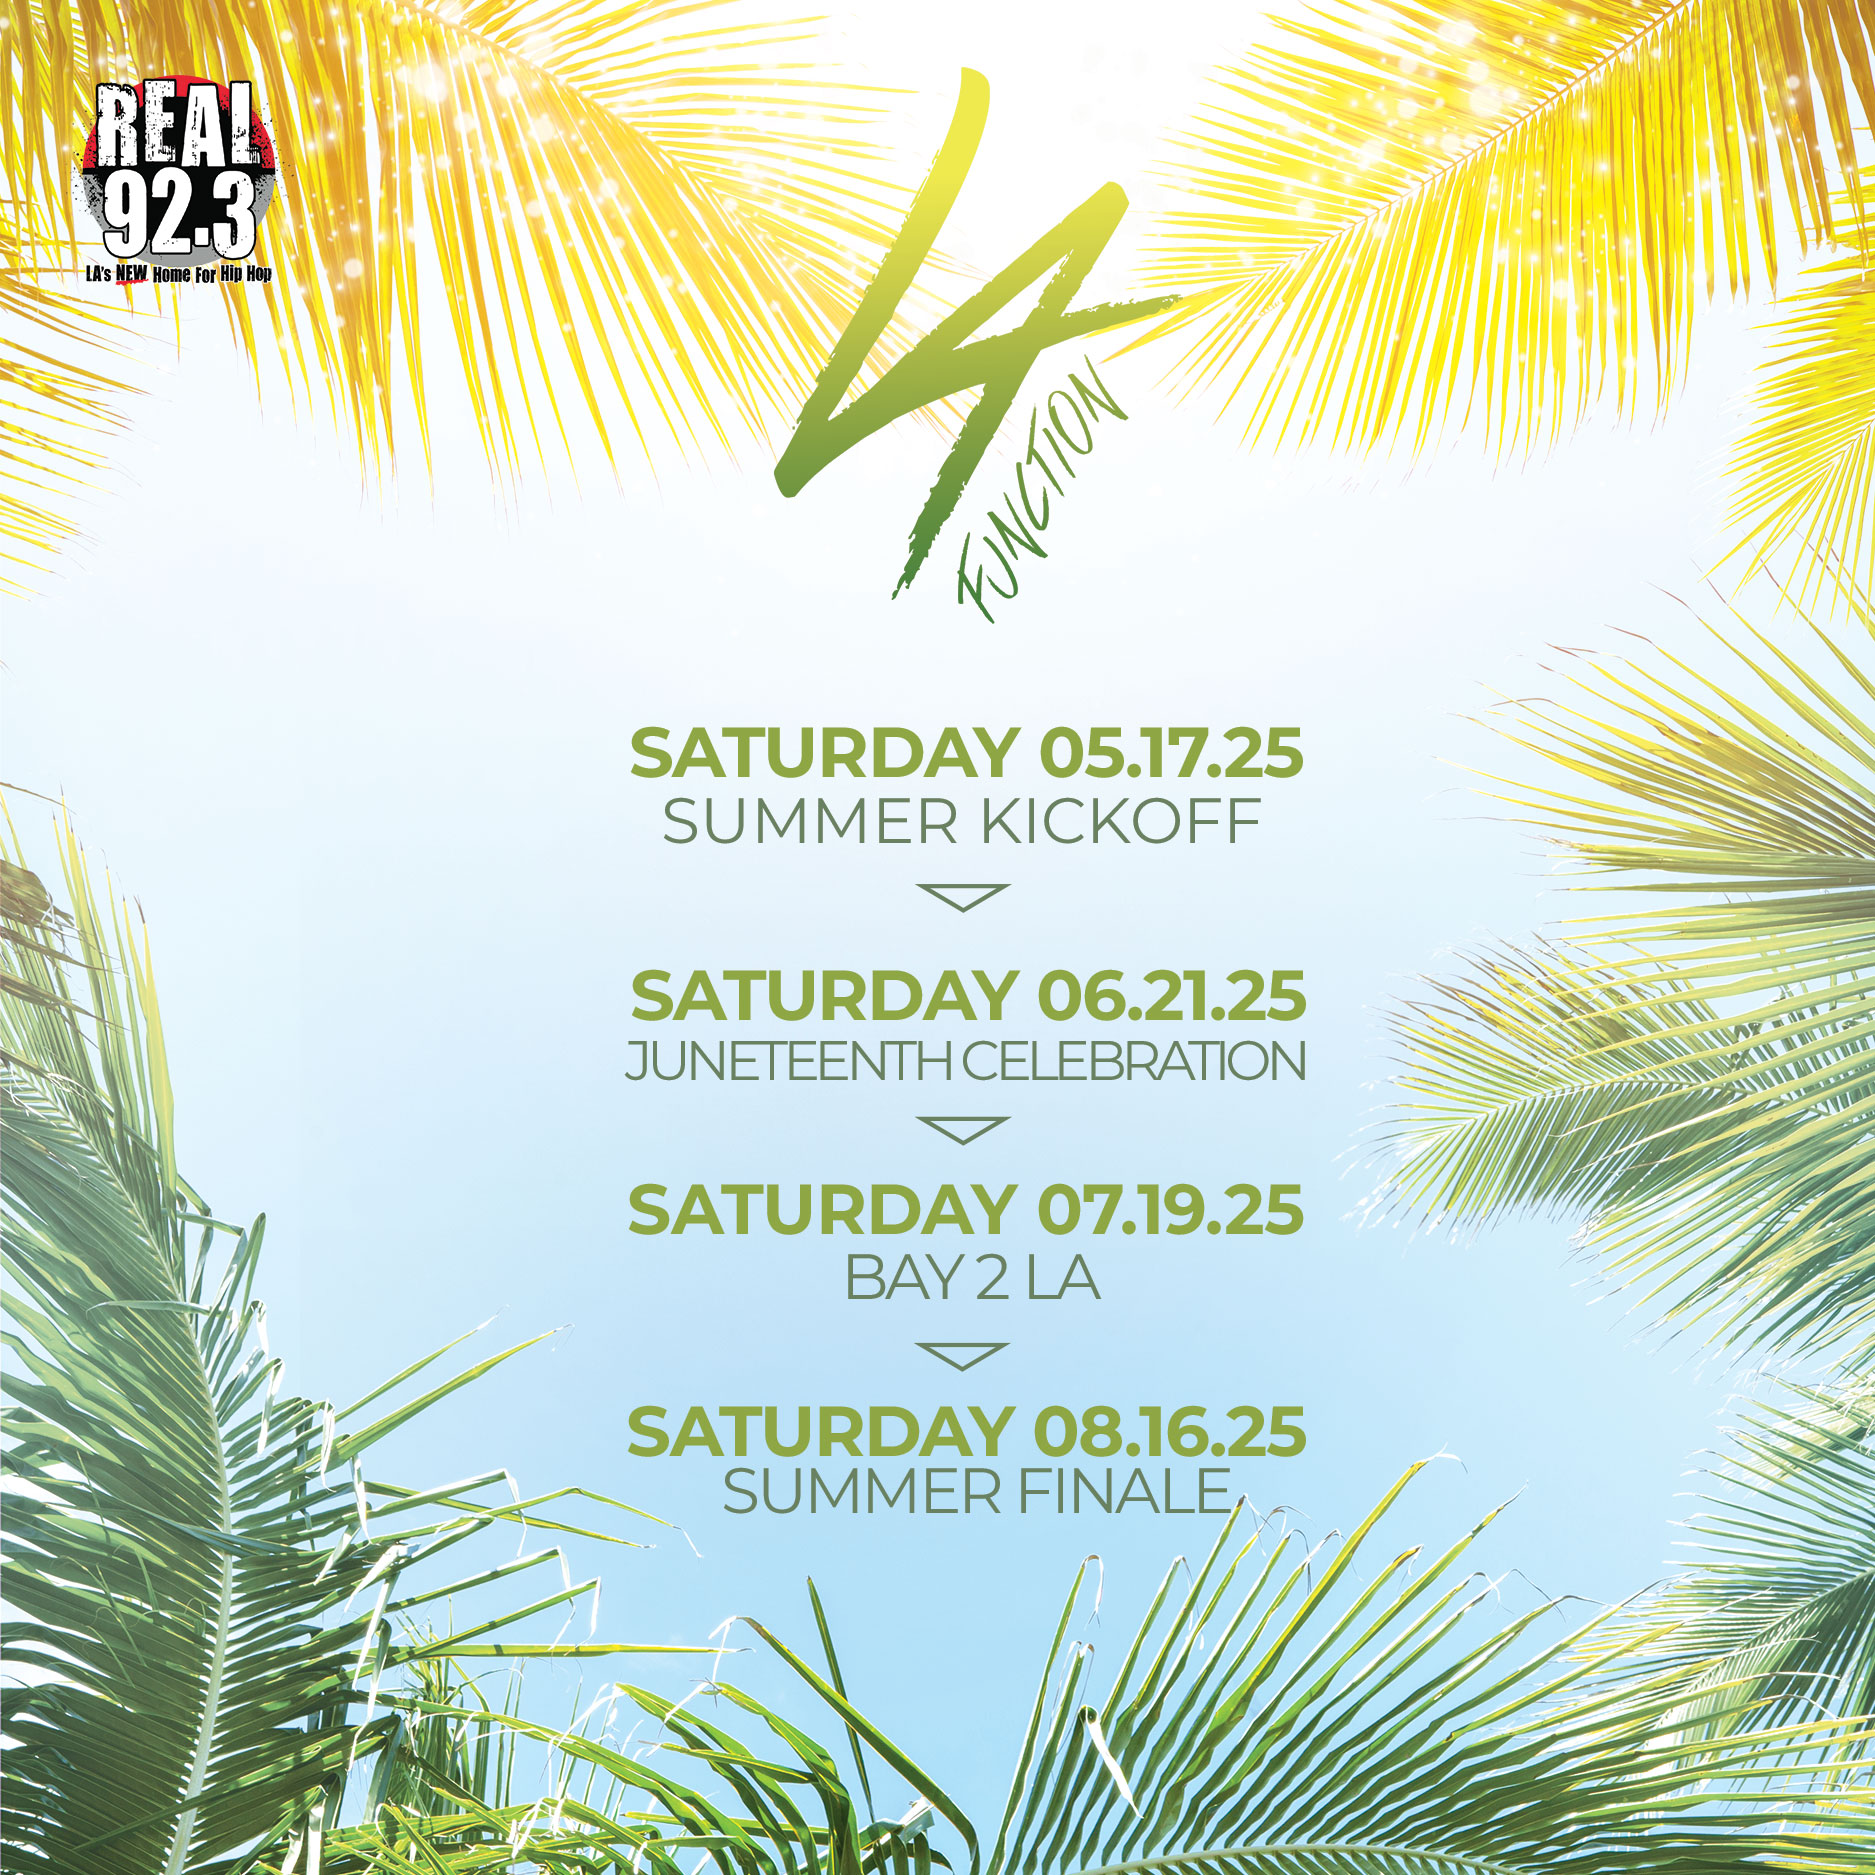 REAL
92.3
LA's NEW Home For Hip Hop
LA
FUNCTION
SATURDAY 05.17.25
SUMMER KICKOFF
SATURDAY 06.21.25
JUNETEENTH CELEBRATION
SATURDAY 07.19.25
BAY 2 LA
SATURDAY 08.16.25
SUMMER FINALE